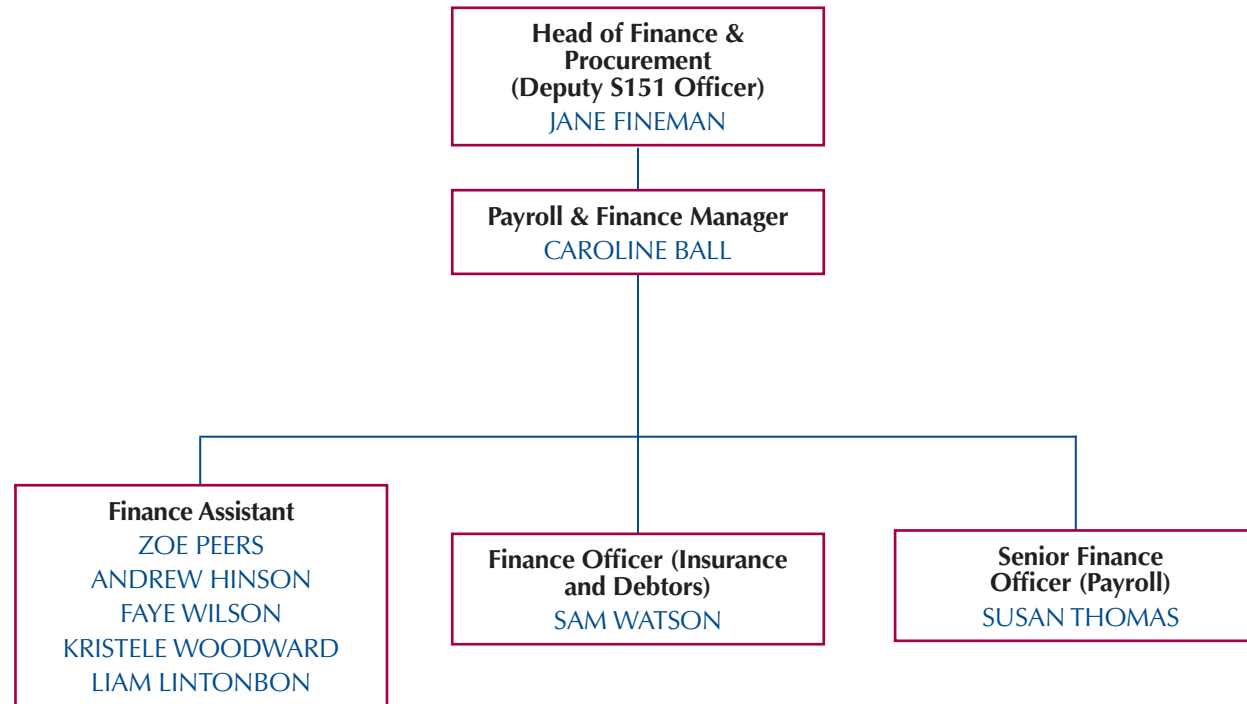 Head of Finance &
Procurement
(Deputy S151 Officer)
JANE FINEMAN
Payroll & Finance Manager
CAROLINE BALL
Finance Assistant
ZOE PEERS
ANDREW HINSON
FAYE WILSON
KRISTELE WOODWARD
LIAM LINTONBON
Finance Officer (Insurance
and Debtors)
SAM WATSON
Senior Finance
Officer (Payroll)
SUSAN THOMAS